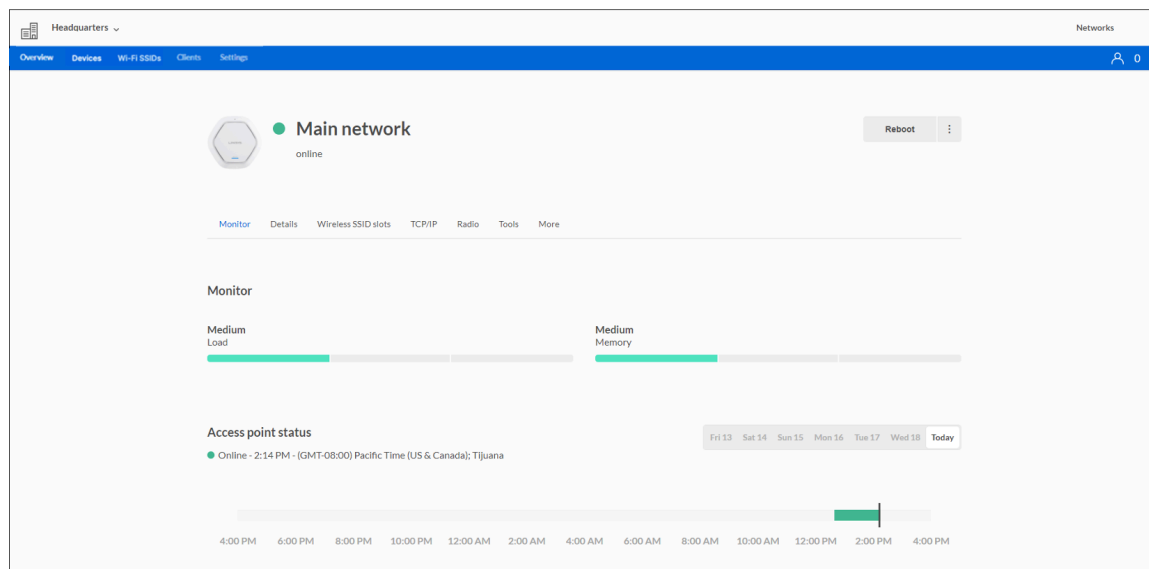 Headquarters
Networks
Overview Devices Wi-Fi SSIDs Clients Settings 0
Main network
online
Reboot
Monitor Details Wireless SSID slots TCP/IP Radio Tools More
Monitor
Medium Medium
Load Memory
Access point status
Fri 13 Sat 14 Sun 15 Mon 16 Tue 17 Wed 18 Today
Online - 2:14 PM - (GMT-08:00) Pacific Time (US & Canada); Tijuana
4:00 PM 6:00 PM 8:00 PM 10:00 PM 12:00 AM 2:00 AM 4:00 AM 6:00 AM 8:00 AM 10:00 AM 12:00 PM 2:00 PM 4:00 PM